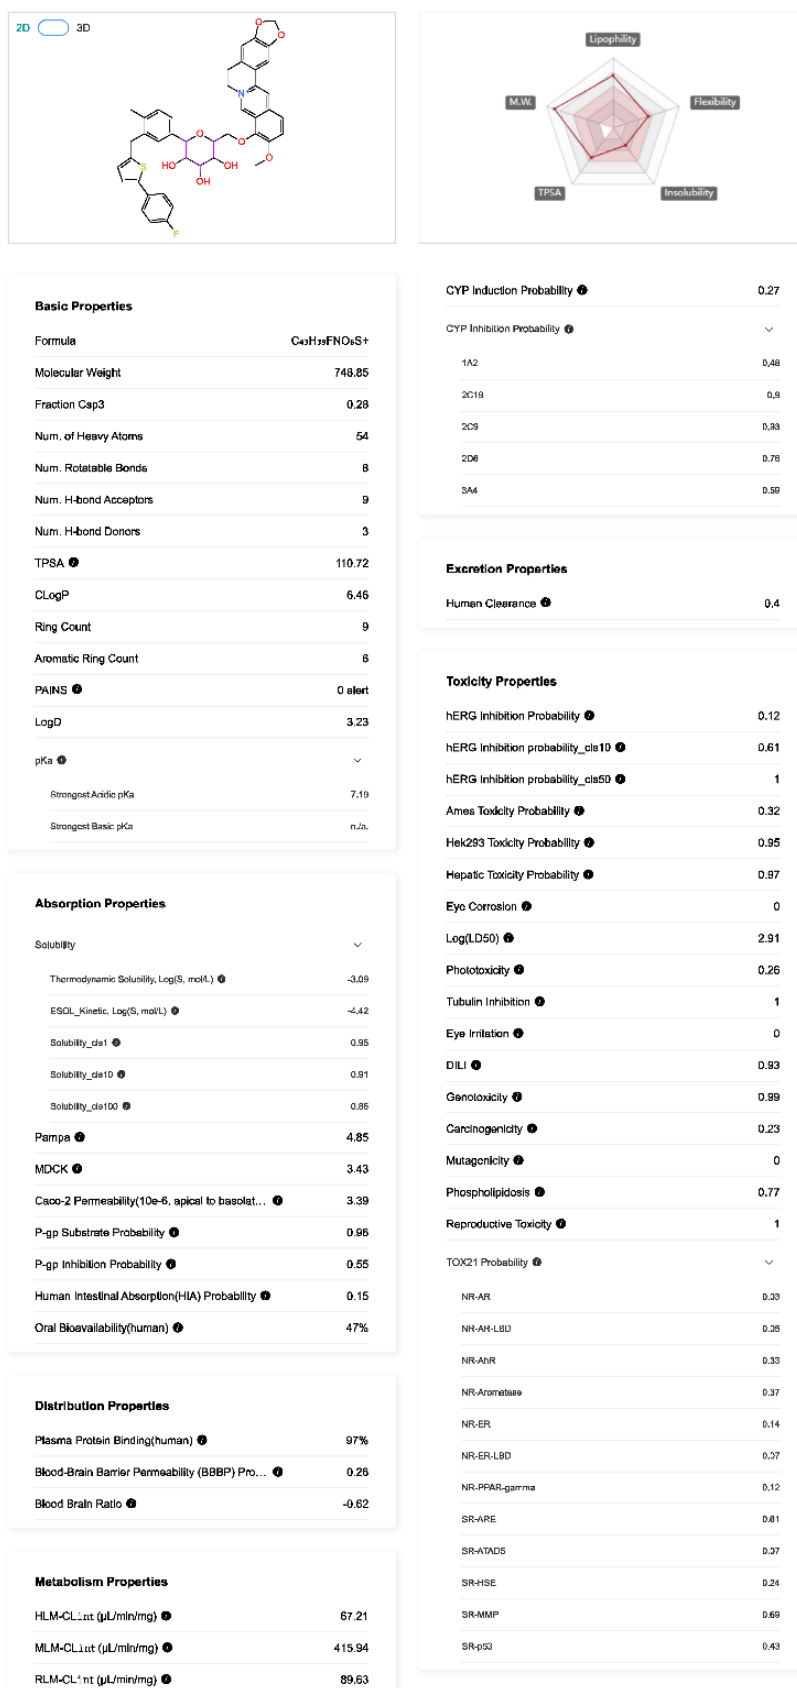 2D 3D
Lipophility
M.W.
Flexibility
TPSA
Insolubility
O
O
N
O
O
O
HO
OH
OH
S
F
Basic Properties
Formula C₄₃H₃₉FNO₈S+
Molecular Weight 748.85
Fraction Csp3 0.28
Num. of Heavy Atoms 54
Num. Rotatable Bonds 8
Num. H-bond Acceptors 9
Num. H-bond Donors 3
TPSA 110.72
CLogP 6.46
Ring Count 9
Aromatic Ring Count 6
PAINS 0 alert
LogD 3.23
pKa
Strongest Acidic pKa 7.19
Strongest Basic pKa n./a.
Absorption Properties
Solubility
Thermodynamic Solubility, Log(S, mol/L) -3.09
ESOL_Kinetic, Log(S, mol/L) -4.42
Solubility_cls1 0.95
Solubility_cls10 0.91
Solubility_cls100 0.86
Pampa 4.85
MDCK 3.43
Caco-2 Permeability(10e-6, apical to basolat... 3.39
P-gp Substrate Probability 0.96
P-gp Inhibition Probability 0.55
Human Intestinal Absorption(HIA) Probability 0.15
Oral Bioavailability(human) 47%
Distribution Properties
Plasma Protein Binding(human) 97%
Blood-Brain Barrier Permeability (BBBP) Pro... 0.26
Blood Brain Ratio -0.62
Metabolism Properties
HLM-CLint (μL/min/mg) 67.21
MLM-CLint (μL/min/mg) 415.94
RLM-CLint (μL/min/mg) 89.63
CYP Induction Probability 0.27
CYP Inhibition Probability
1A2 0.48
2C19 0.9
2C9 0.93
2D6 0.76
3A4 0.59
Excretion Properties
Human Clearance 0.4
Toxicity Properties
hERG Inhibition Probability 0.12
hERG Inhibition probability_cls10 0.61
hERG Inhibition probability_cls50 1
Ames Toxicity Probability 0.32
Hek293 Toxicity Probability 0.95
Hepatic Toxicity Probability 0.97
Eye Corrosion 0
Log(LD50) 2.91
Phototoxicity 0.26
Tubulin Inhibition 1
Eye Irritation 0
DILI 0.93
Genotoxicity 0.99
Carcinogenicity 0.23
Mutagenicity 0
Phospholipidosis 0.77
Reproductive Toxicity 1
TOX21 Probability
NR-AR 0.33
NR-AR-LBD 0.35
NR-AhR 0.33
NR-Aromatase 0.37
NR-ER 0.14
NR-ER-LBD 0.37
NR-PPAR-gamma 0.12
SR-ARE 0.81
SR-ATAD5 0.37
SR-HSE 0.24
SR-MMP 0.69
SR-p53 0.43